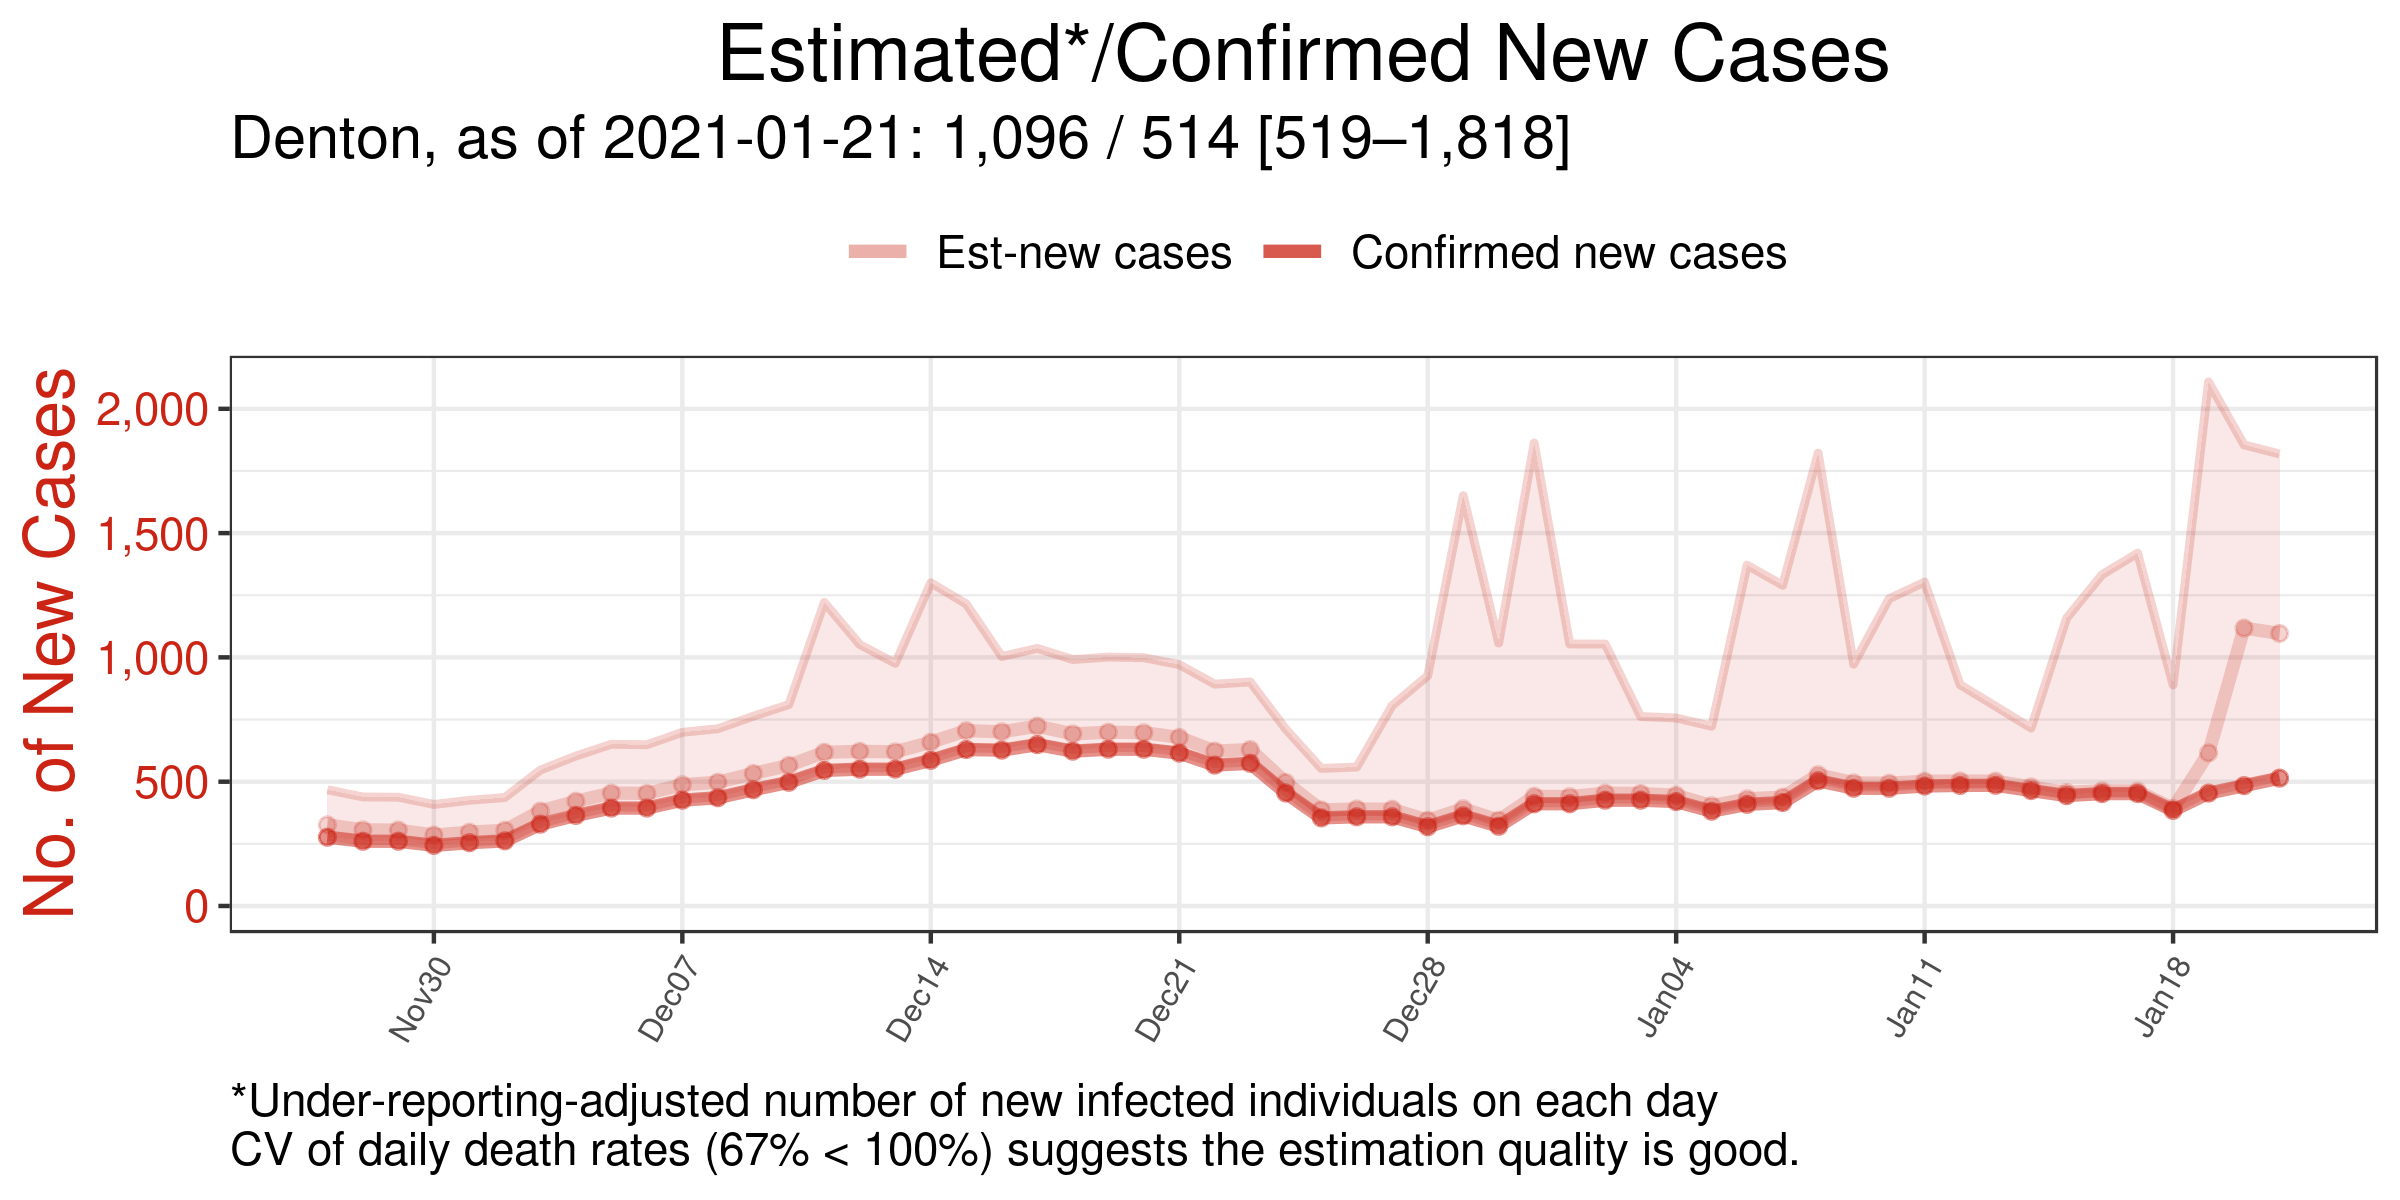 Estimated*/Confirmed New Cases
Denton, as of 2021-01-21: 1,096 / 514 [519–1,818]
Est-new cases
Confirmed new cases
No. of New Cases
2,000
1,500
1,000
500
0
Nov30
Dec07
Dec14
Dec21
Dec28
Jan04
Jan11
Jan18
*Under-reporting-adjusted number of new infected individuals on each day
CV of daily death rates (67% < 100%) suggests the estimation quality is good.